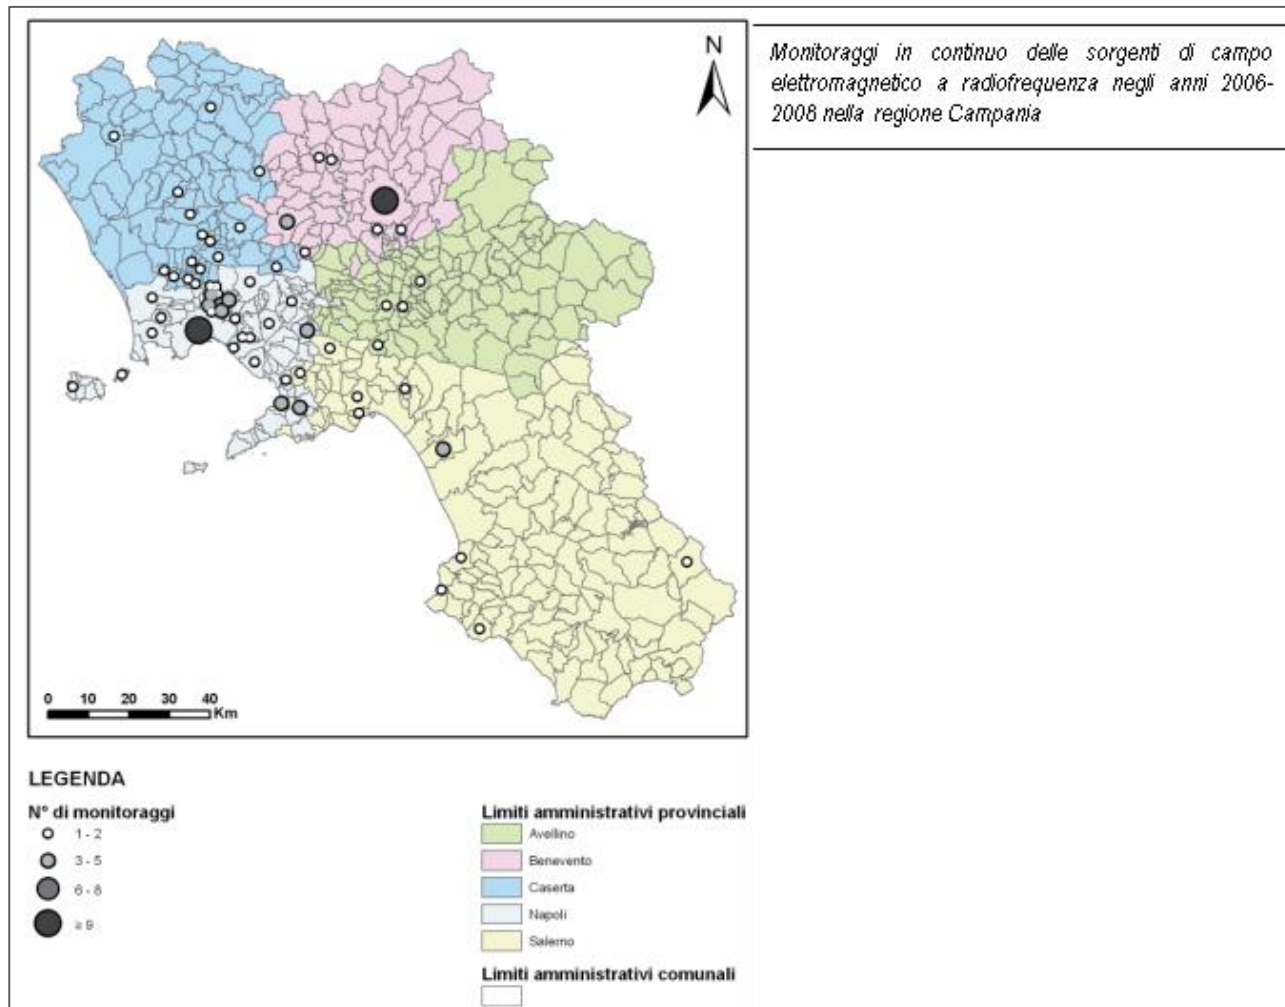 N
Monitoraggi in continuo delle sorgenti di campo
elettromagnetico a radiofrequenza negli anni 2006-
2008 nella regione Campania
0 10 20 30 40
Km
LEGENDA
N° di monitoraggi
1 - 2
3 - 5
6 - 8
≥ 9
Limiti amministrativi provinciali
Avellino
Benevento
Caserta
Napoli
Salerno
Limiti amministrativi comunali